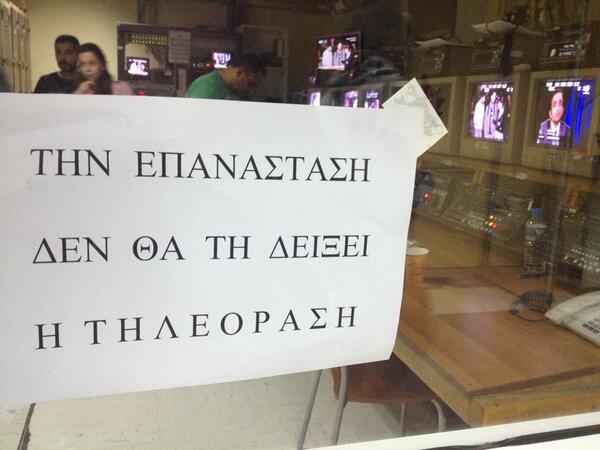 ΤΗΝ ΕΠΑΝΑΣΤΑΣΗ
ΔΕΝ ΘΑ ΤΗ ΔΕΙΞΕΙ
Η ΤΗΛΕΟΡΑΣΗ